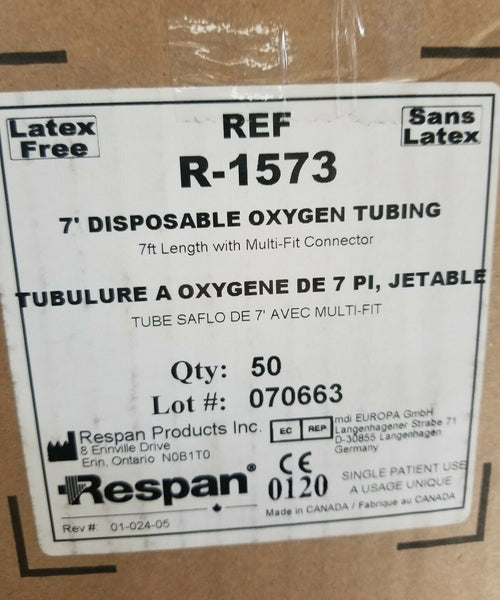 Latex
Free
REF
Sans
Latex
R-1573
7' DISPOSABLE OXYGEN TUBING
7ft Length with Multi-Fit Connector
TUBULURE A OXYGENE DE 7 PI, JETABLE
TUBE SAFLO DE 7' AVEC MULTI-FIT
Qty: 50
Lot #: 070663
Respan Products Inc.
8 Erinville Drive
Erin, Ontario N0B1T0
EC REP
mdi EUROPA GmbH
Langenhagener Strabe 71
D-30855 Langenhagen
Germany
Respan®
CE
0120
SINGLE PATIENT USE
A USAGE UNIQUE
Made in CANADA / Fabrique au CANADA
Rev # 01-024-05